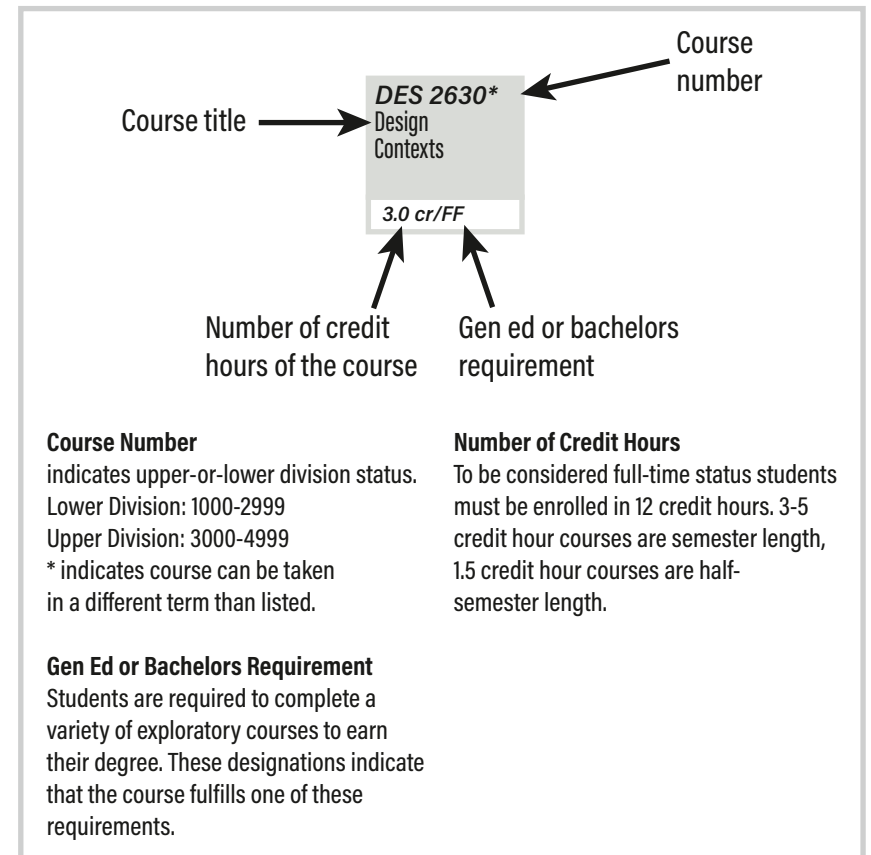 Course
number
DES 2630*
Course title
Design
Contexts
3.0 cr/FF
Number of credit
hours of the course
Gen ed or bachelors
requirement
Course Number
indicates upper-or-lower division status.
Lower Division: 1000-2999
Upper Division: 3000-4999
* indicates course can be taken
in a different term than listed.
Gen Ed or Bachelors Requirement
Students are required to complete a
variety of exploratory courses to earn
their degree. These designations indicate
that the course fulfills one of these
requirements.
Number of Credit Hours
To be considered full-time status students
must be enrolled in 12 credit hours. 3-5
credit hour courses are semester length,
1.5 credit hour courses are half-
semester length.